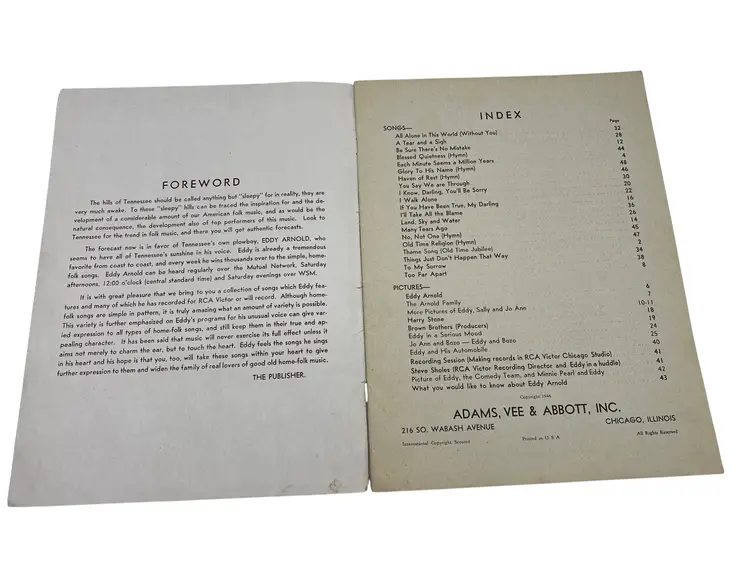 FOREWORD
The hills of Tennessee should be called anything but "sleepy" for in reality, they are
very much awake. To these "sleepy" hills can be traced the inspiration for and the de-
velopment of a considerable amount of our American folk music, and as would be the
natural consequence, the development also of top performers of this music. Look to
Tennessee for the trend in folk music, and there you will get authentic forecasts.
The forecast now is in favor of Tennessee's own plowboy, EDDY ARNOLD, who
seems to have all of Tennessee's sunshine in his voice. Eddy is already a tremendous
favorite from coast to coast, and every week he wins thousands over to the simple, home-
folk songs. Eddy Arnold can be heard regularly over the Mutual Network, Saturday
afternoons, 12:00 o'clock (central standard time) and Saturday evenings over WSM.
It is with great pleasure that we bring to you a collection of songs which Eddy fea-
tures and many of which he has recorded for RCA Victor or will record. Although home-
folk songs are simple in pattern, it is truly amazing what an amount of variety is possible.
This variety is further emphasized on Eddy's programs for his unusual voice can give var-
ied expression to all types of home-folk songs, and still keep them in their true and ap-
pealing character. It has been said that music will never exercise its full effect unless it
aims not merely to charm the ear, but to touch the heart. Eddy feels the songs he sings
in his heart and his hope is that you, too, will take these songs within your heart to give
further expression to them and widen the family of real lovers of good old home-folk music.
THE PUBLISHER.
INDEX
SONGS— Page
All Alone in This World (Without You) 32
A Tear and a Sigh 28
Be Sure There's No Mistake 12
Blessed Quietness (Hymn) 44
Each Minute Seems a Million Years 4
Glory To His Name (Hymn) 48
Haven of Rest (Hymn) 46
You Say We are Through 30
I Know, Darling, You'll Be Sorry 20
I Walk Alone 22
If You Have Been True, My Darling 16
I'll Take All the Blame 36
Land, Sky and Water 26
Many Tears Ago 14
No, Not One (Hymn) 45
Old Time Religion (Hymn) 47
Theme Song (Old Time Jubilen) 2
Things Just Don't Happen That Way 34
To My Sorrow 38
Too Far Apart 8
PICTURES—
Eddy Arnold 6
The Arnold Family 7
More Pictures of Eddy, Sally and Jo Ann 10-11
Harry Stone 18
Brown Brothers (Producers) 19
Eddy in a Serious Mood 24
Jo Ann and Bozo — Eddy and Bozo 25
Eddy and His Automobile 40
Recording Session (Making records in RCA Victor Chicago Studio) 41
Steve Sholes (RCA Victor Recording Director and Eddy in a huddle) 41
Picture of Eddy, the Comedy Team, and Minnie Pearl and Eddy 42
What you would like to know about Eddy Arnold 43
Copyright 1946
ADAMS, VEE & ABBOTT, INC.
216 SO. WABASH AVENUE CHICAGO, ILLINOIS
International Copyright Secured Printed in U S A All Rights Reserved